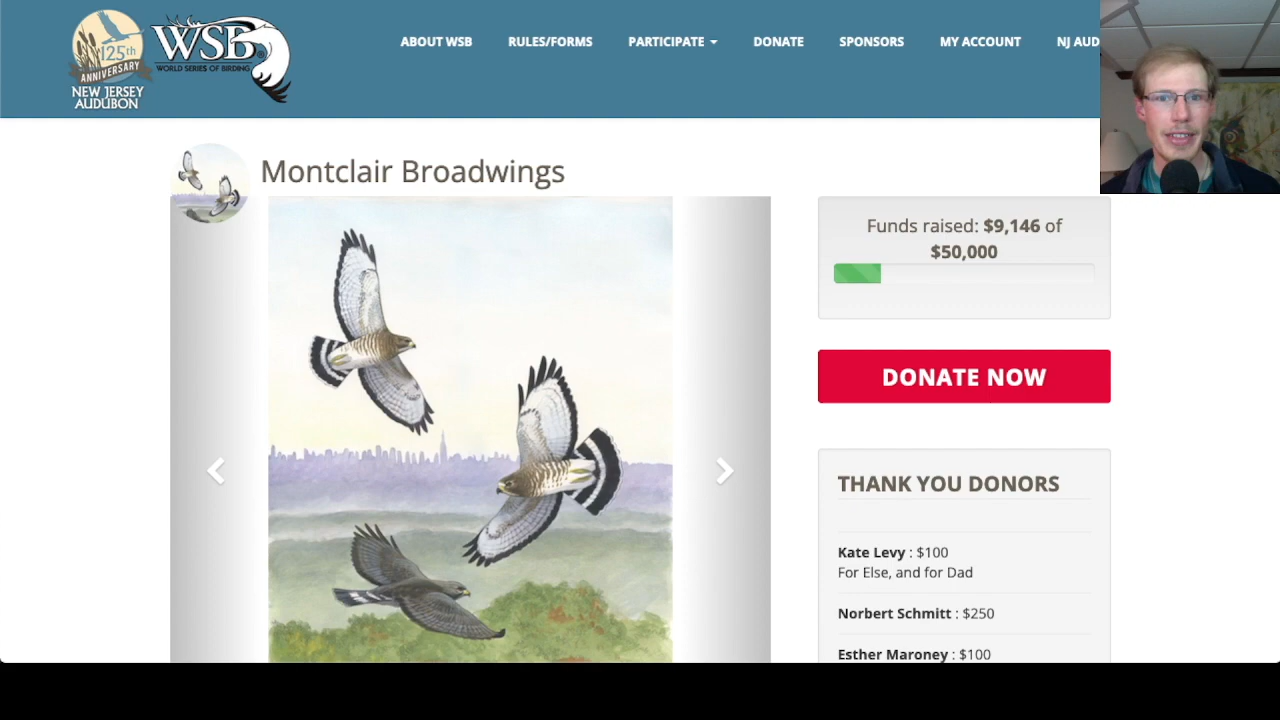 125th
ANNIVERSARY
NEW JERSEY
AUDUBON
WSB
WORLD SERIES OF BIRDING
ABOUT WSB
RULES/FORMS
PARTICIPATE
DONATE
SPONSORS
MY ACCOUNT
NJ AUD
Montclair Broadwings
Funds raised: $9,146 of
$50,000
DONATE NOW
THANK YOU DONORS
Kate Levy : $100
For Else, and for Dad
Norbert Schmitt : $250
Esther Maroney : $100